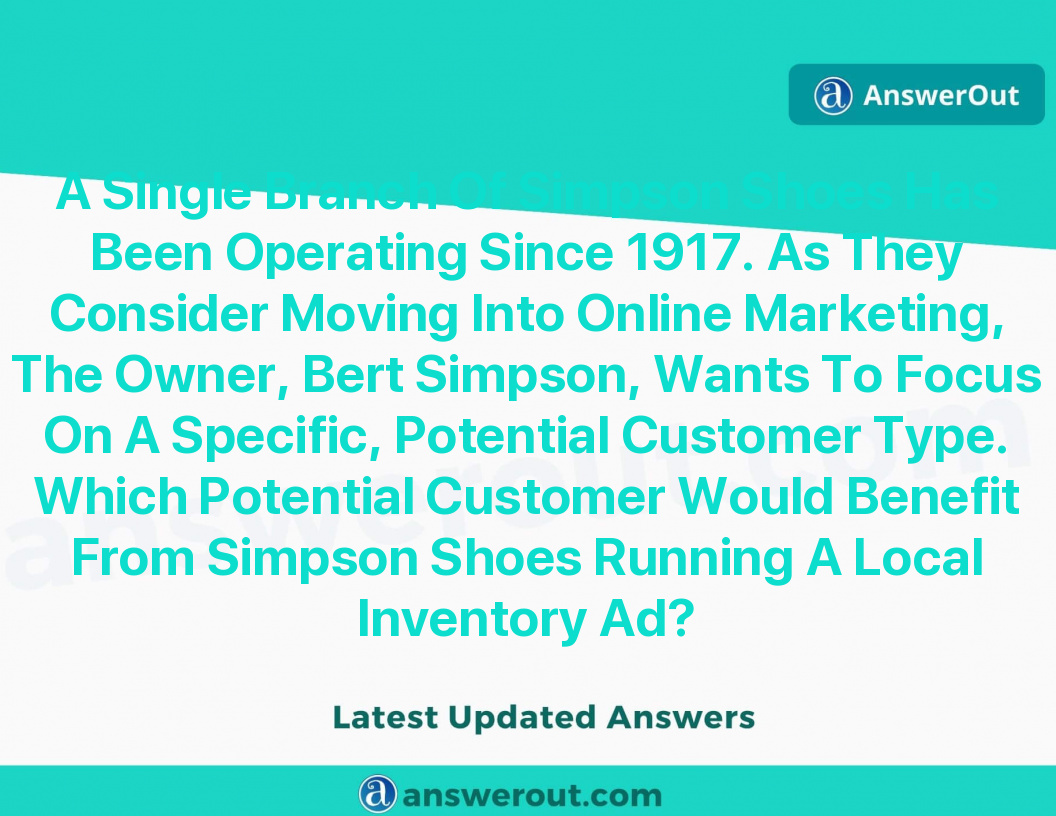 AnswerOut
A Single Branch Of Simpson Shoes Has
Been Operating Since 1917. As They
Consider Moving Into Online Marketing,
The Owner, Bert Simpson, Wants To Focus
On A Specific, Potential Customer Type.
Which Potential Customer Would Benefit
From Simpson Shoes Running A Local
Inventory Ad?
Latest Updated Answers
answerout.com